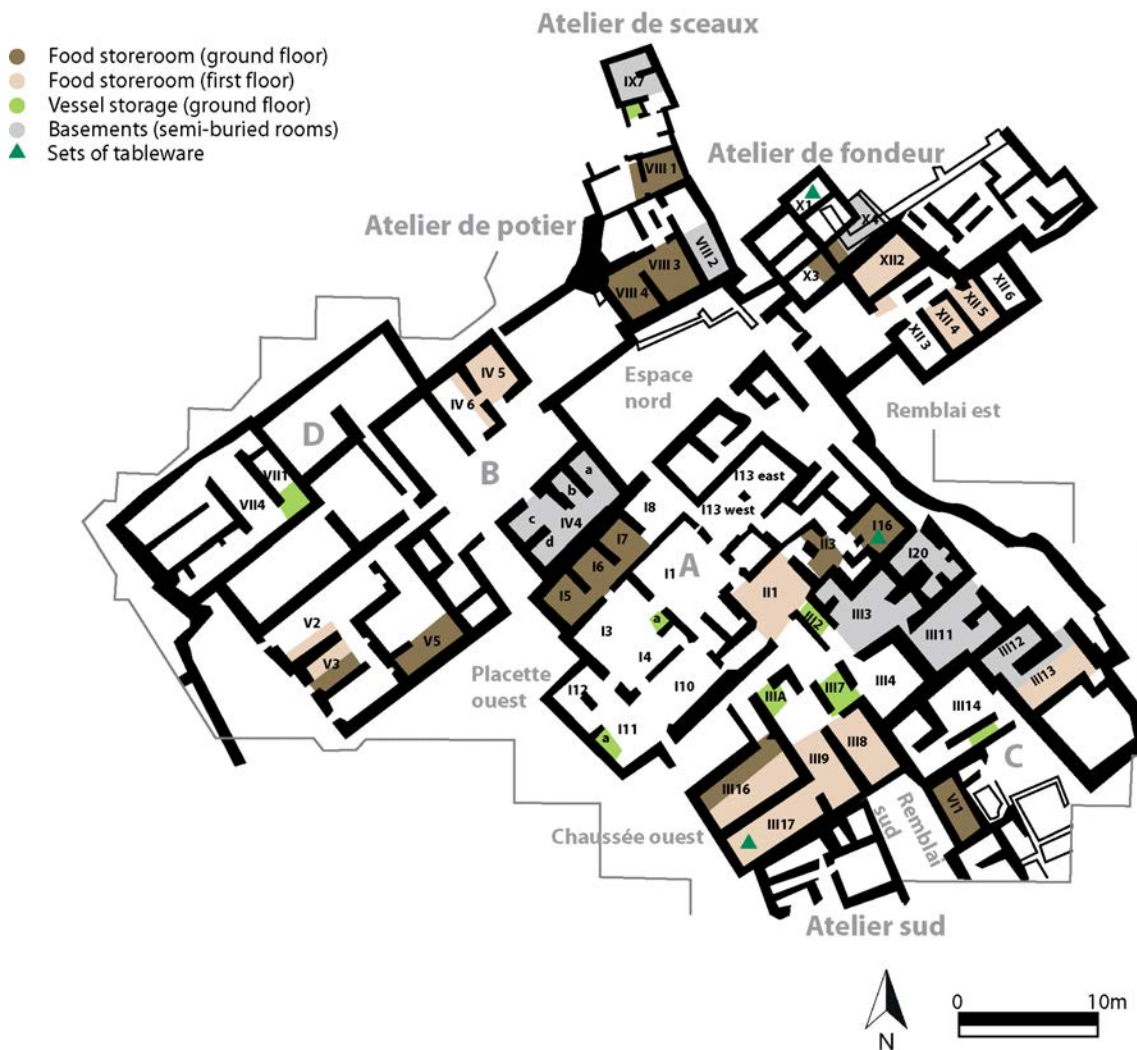 Food storeroom (ground floor)
Food storeroom (first floor)
Vessel storage (ground floor)
Basements (semi-buried rooms)
Sets of tableware
Atelier de sceaux
IX7
VIII 1
Atelier de fondeur
X1
X4
Atelier de potier
VIII 2
VIII 3
VIII 4
X3
XII2
XII 6
XII 5
XII 4
XII 3
IV 5
IV 6
Espace
nord
Remblai est
D
B
VII1
VII4
a
b
c
IV4
d
I13 east
I13 west
I8
I7
I6
I5
A
I1
I16
II3
I20
II1
III3
III2
III11
III12
III13
V2
V3
V5
a
I3
I4
Placette
ouest
I12
I10
I11
a
IIIA
III7
III4
III14
C
III8
III9
III16
III17
VI1
Remblai
sud
Chaussée ouest
Atelier sud
N
0
10m